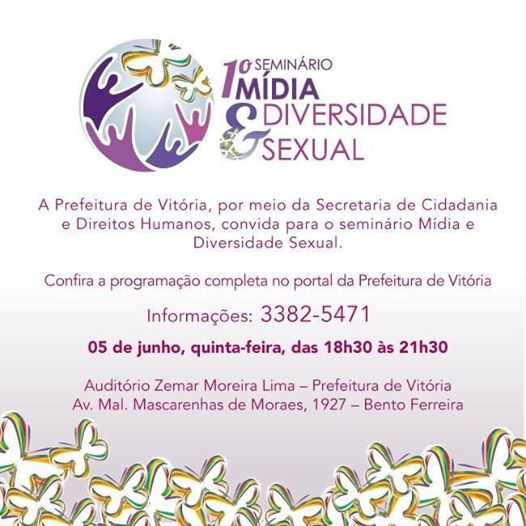 1º SEMINÁRIO
MÍDIA
& DIVERSIDADE
SEXUAL
A Prefeitura de Vitória, por meio da Secretaria de Cidadania
e Direitos Humanos, convida para o seminário Mídia e
Diversidade Sexual.
Confira a programação completa no portal da Prefeitura de Vitória
Informações: 3382-5471
05 de junho, quinta-feira, das 18h30 às 21h30
Auditório Zemar Moreira Lima – Prefeitura de Vitória
Av. Mal. Mascarenhas de Moraes, 1927 – Bento Ferreira